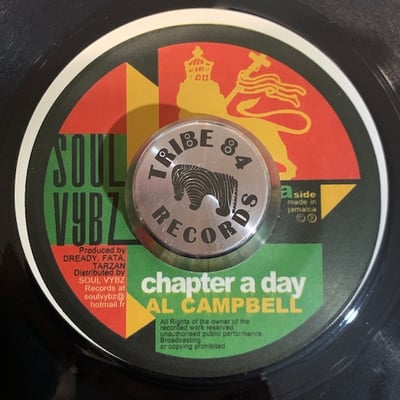 SOUL
VYBZ
TRIBE 84
RECORDS
a side
made in
jamaica
© ℗
Produced by
DREADY, FATA,
TARZAN
Distributed by
SOUL VYBZ
Records at
soulvybz@
hotmail.fr
chapter a day
AL CAMPBELL
All Rights of the owner of the
recorded work reserved
unauthorised public performance.
Broadcasting
or copying prohibited